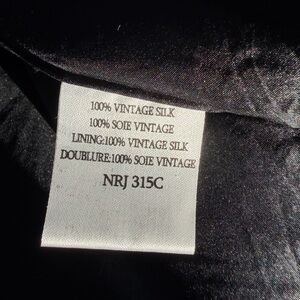 100% VINTAGE SILK
100% SOIE VINTAGE
LINING:100% VINTAGE SILK
DOUBLURE:100% SOIE VINTAGE
NRJ 315C